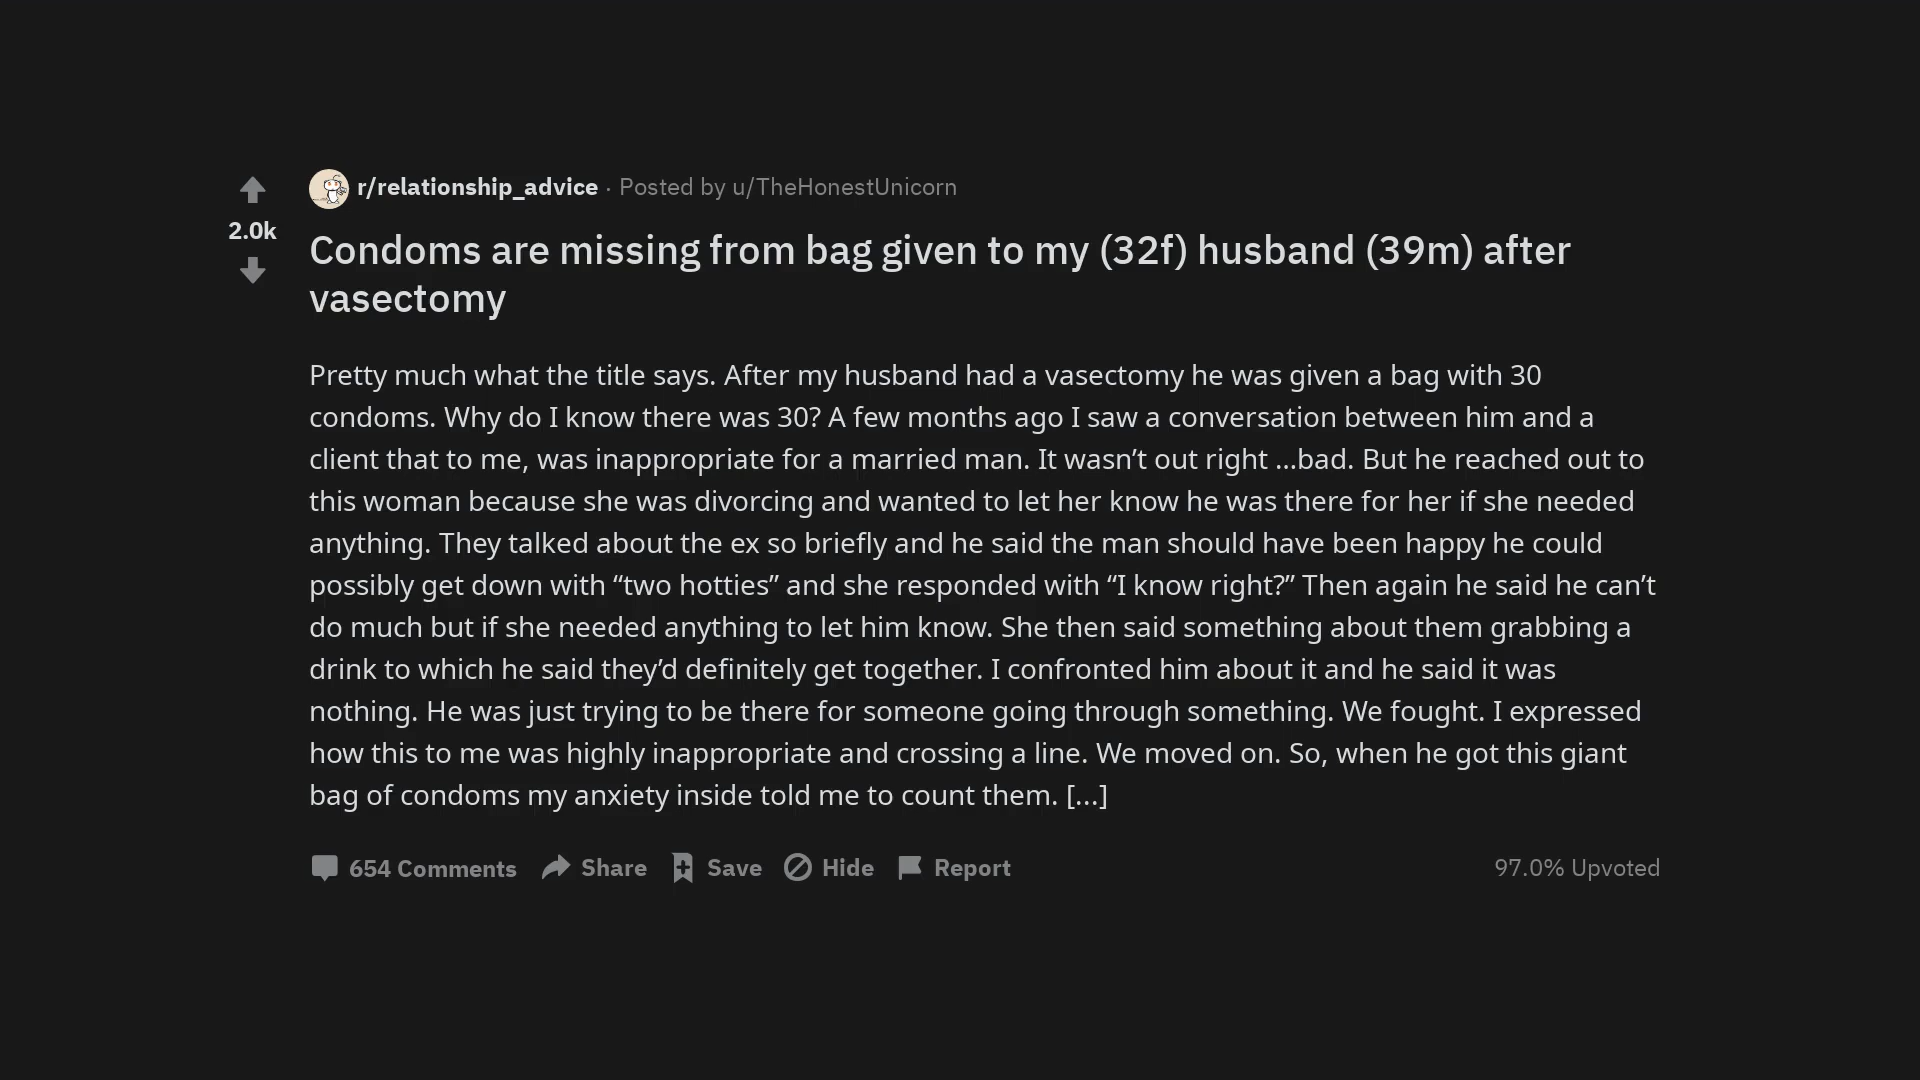 r/relationship_advice · Posted by u/TheHonestUnicorn
2.0k
Condoms are missing from bag given to my (32f) husband (39m) after
vasectomy
Pretty much what the title says. After my husband had a vasectomy he was given a bag with 30
condoms. Why do I know there was 30? A few months ago I saw a conversation between him and a
client that to me, was inappropriate for a married man. It wasn’t out right ...bad. But he reached out to
this woman because she was divorcing and wanted to let her know he was there for her if she needed
anything. They talked about the ex so briefly and he said the man should have been happy he could
possibly get down with “two hotties” and she responded with “I know right?” Then again he said he can’t
do much but if she needed anything to let him know. She then said something about them grabbing a
drink to which he said they’d definitely get together. I confronted him about it and he said it was
nothing. He was just trying to be there for someone going through something. We fought. I expressed
how this to me was highly inappropriate and crossing a line. We moved on. So, when he got this giant
bag of condoms my anxiety inside told me to count them. [...]
654 Comments Share Save Hide Report 97.0% Upvoted